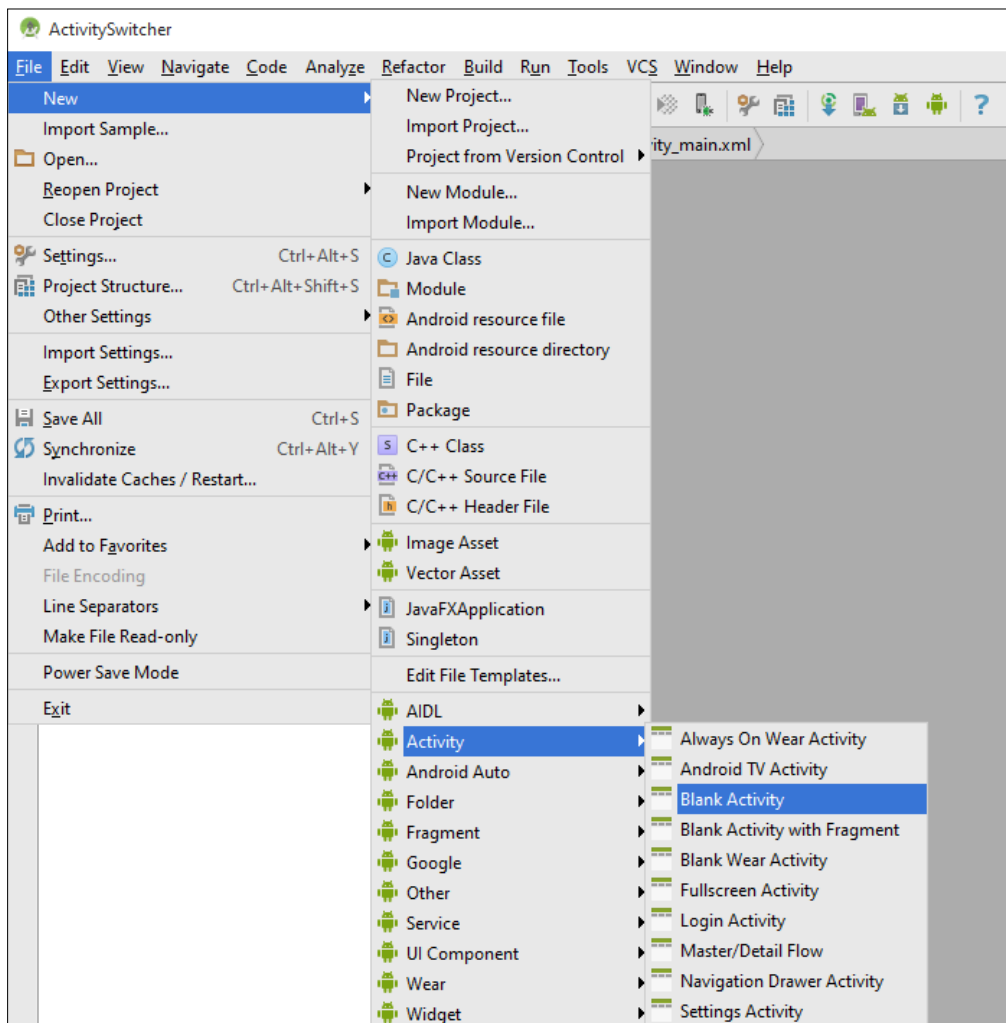 ActivitySwitcher
File Edit View Navigate Code Analyze Refactor Build Run Tools VCS Window Help
New
Import Sample...
Open...
Reopen Project
Close Project
Settings... Ctrl+Alt+S
Project Structure... Ctrl+Alt+Shift+S
Other Settings
Import Settings...
Export Settings...
Save All Ctrl+S
Synchronize Ctrl+Alt+Y
Invalidate Caches / Restart...
Print...
Add to Favorites
File Encoding
Line Separators
Make File Read-only
Power Save Mode
Exit
New Project...
Import Project...
Project from Version Control
New Module...
Import Module...
C Java Class
Module
Android resource file
Android resource directory
File
Package
S C++ Class
C++ C/C++ Source File
h C/C++ Header File
Image Asset
Vector Asset
JavaFXApplication
Singleton
Edit File Templates...
AIDL
Activity
Android Auto
Folder
Fragment
Google
Other
Service
UI Component
Wear
Widget
?
ity_main.xml
Always On Wear Activity
Android TV Activity
Blank Activity
Blank Activity with Fragment
Blank Wear Activity
Fullscreen Activity
Login Activity
Master/Detail Flow
Navigation Drawer Activity
Settings Activity